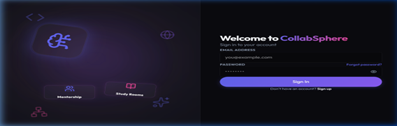 Mentorship
Study Rooms
Welcome to CollabSphere
Sign in to your account
EMAIL ADDRESS
you@example.com
PASSWORD
Forgot password?
Sign In
Don't have an account? Sign up